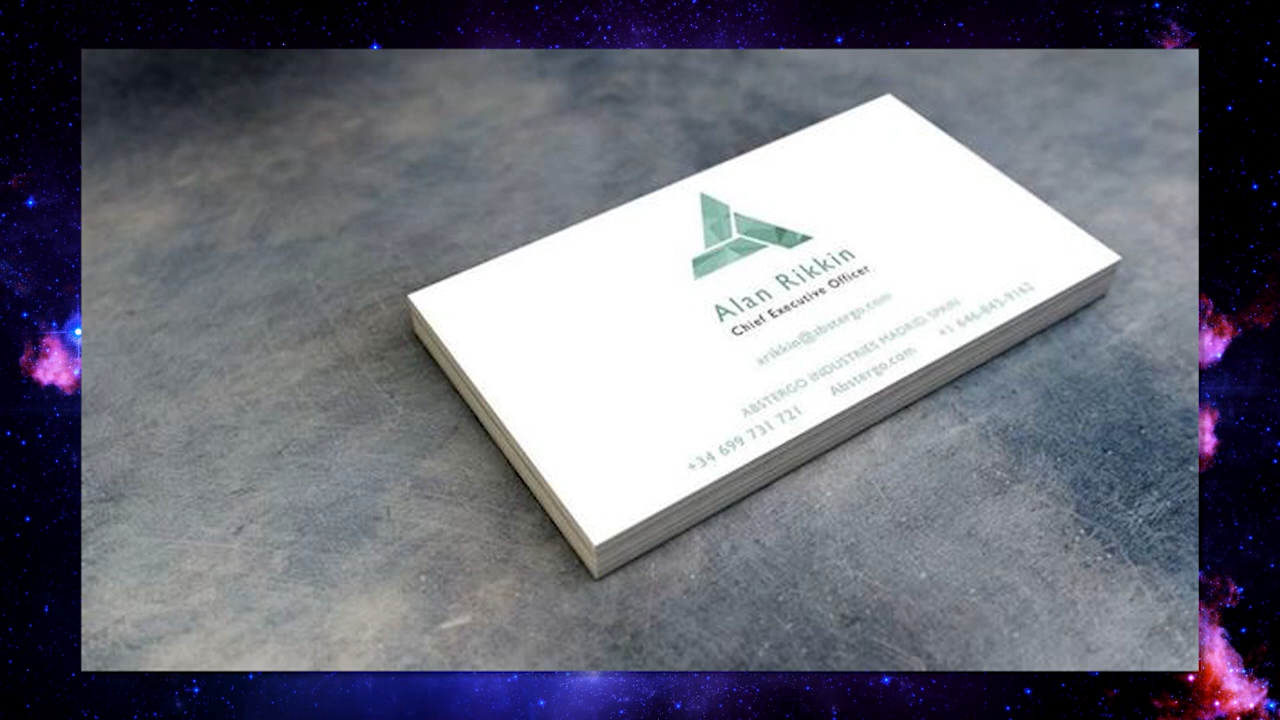 Alan Rikkin
Chief Executive Officer
arikkin@abstergo.com
ABSTERGO INDUSTRIES MADRID, SPAIN
+34 699 731 721 Abstergo.com +1 646-845-9162